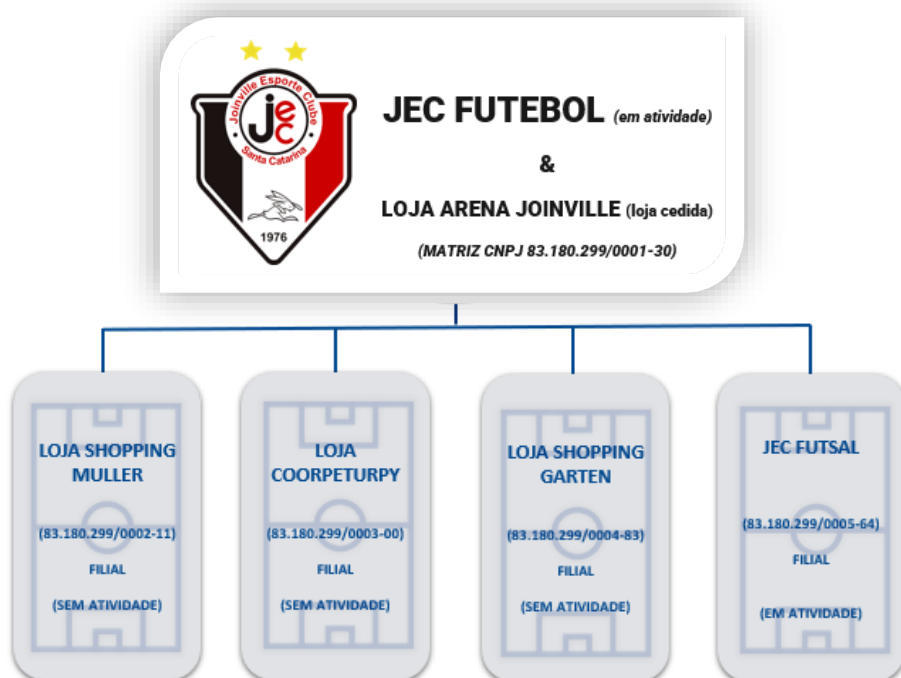 Joinville Esporte Clube
jec
Santa Catarina
1976
JEC FUTEBOL (em atividade)
&
LOJA ARENA JOINVILLE (loja cedida)
(MATRIZ CNPJ 83.180.299/0001-30)
LOJA SHOPPING
MULLER
(83.180.299/0002-11)
FILIAL
(SEM ATIVIDADE)
LOJA
COORPETURPY
(83.180.299/0003-00)
FILIAL
(SEM ATIVIDADE)
LOJA SHOPPING
GARTEN
(83.180.299/0004-83)
FILIAL
(SEM ATIVIDADE)
JEC FUTSAL
(83.180.299/0005-64)
FILIAL
(EM ATIVIDADE)